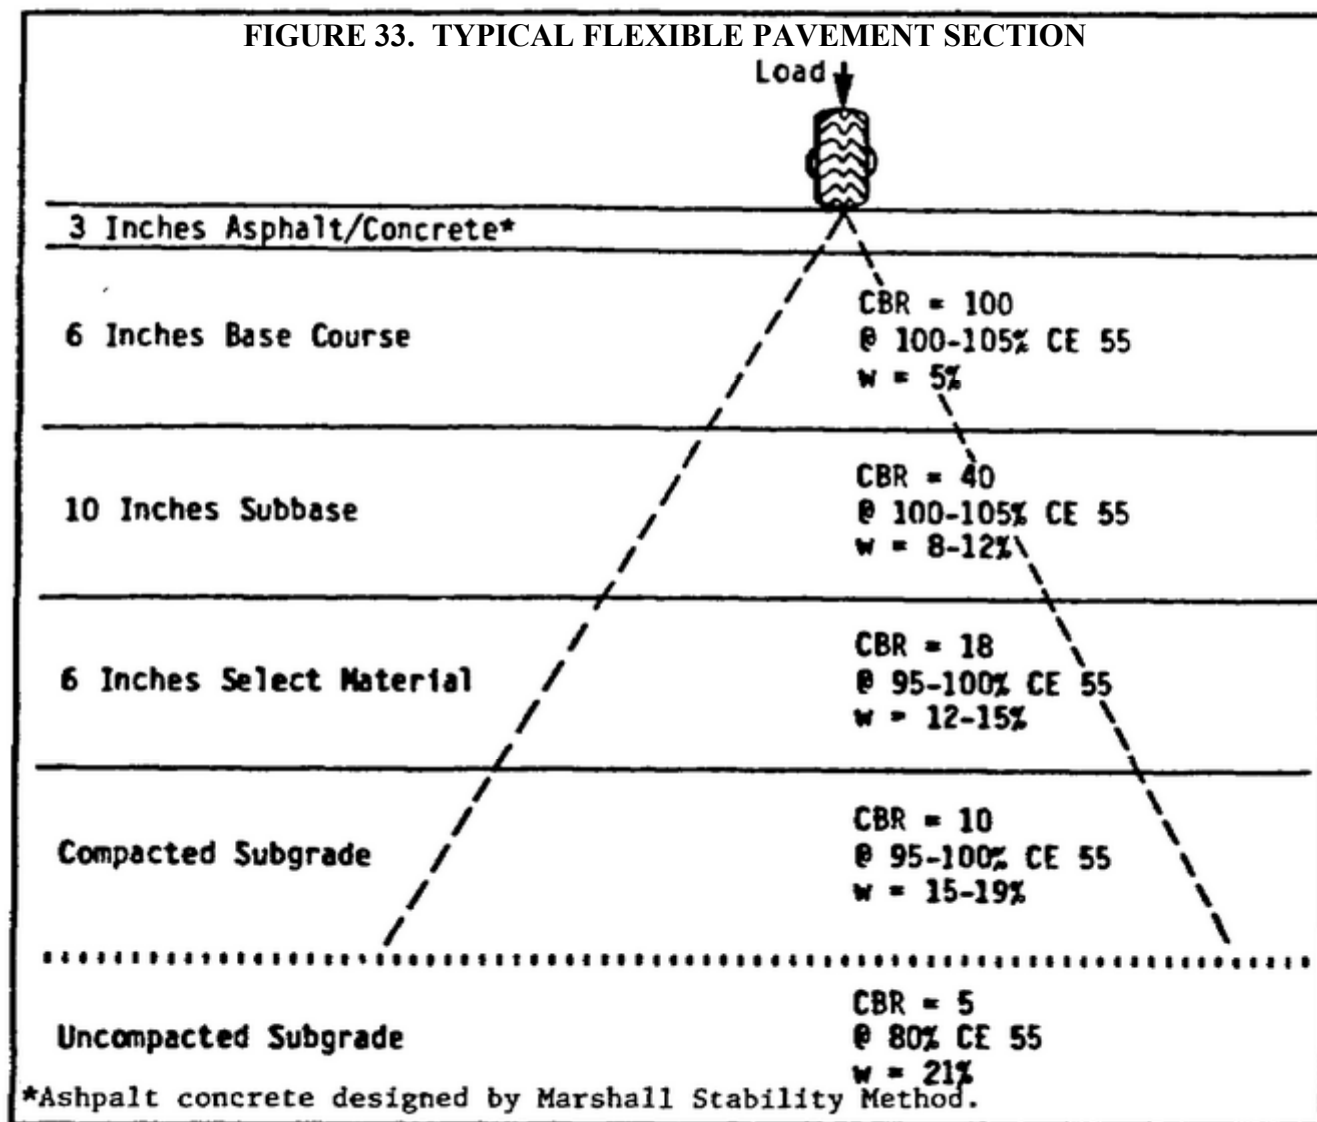 FIGURE 33. TYPICAL FLEXIBLE PAVEMENT SECTION
Load
3 Inches Asphalt/Concrete*
6 Inches Base Course
CBR = 100
@ 100-105% CE 55
w = 5%
10 Inches Subbase
CBR = 40
@ 100-105% CE 55
w = 8-12%
6 Inches Select Material
CBR = 18
@ 95-100% CE 55
w = 12-15%
Compacted Subgrade
CBR = 10
@ 95-100% CE 55
w = 15-19%
Uncompacted Subgrade
CBR = 5
@ 80% CE 55
w = 21%
*Ashpalt concrete designed by Marshall Stability Method.